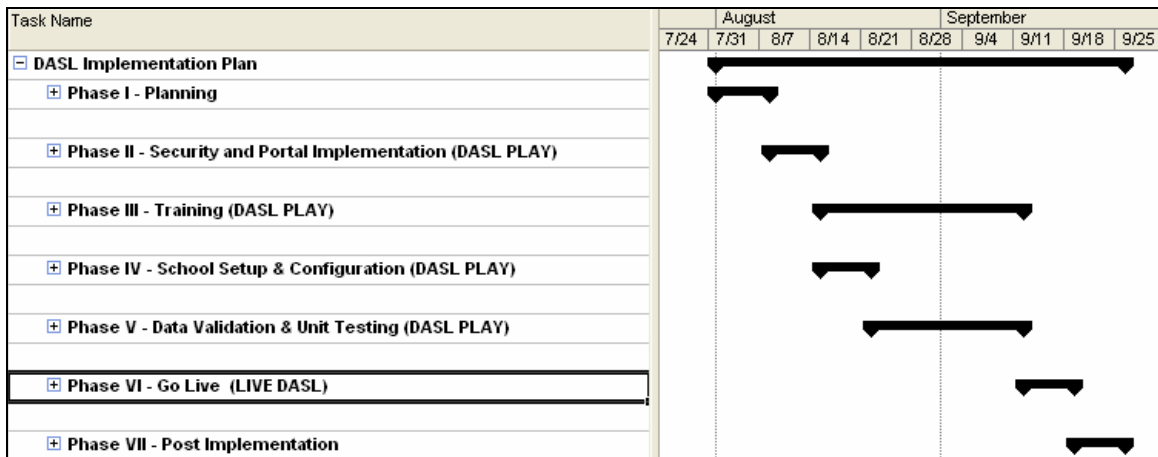 Task Name
August September
7/24 7/31 8/7 8/14 8/21 8/28 9/4 9/11 9/18 9/25
DASL Implementation Plan
Phase I - Planning
Phase II - Security and Portal Implementation (DASL PLAY)
Phase III - Training (DASL PLAY)
Phase IV - School Setup & Configuration (DASL PLAY)
Phase V - Data Validation & Unit Testing (DASL PLAY)
Phase VI - Go Live (LIVE DASL)
Phase VII - Post Implementation